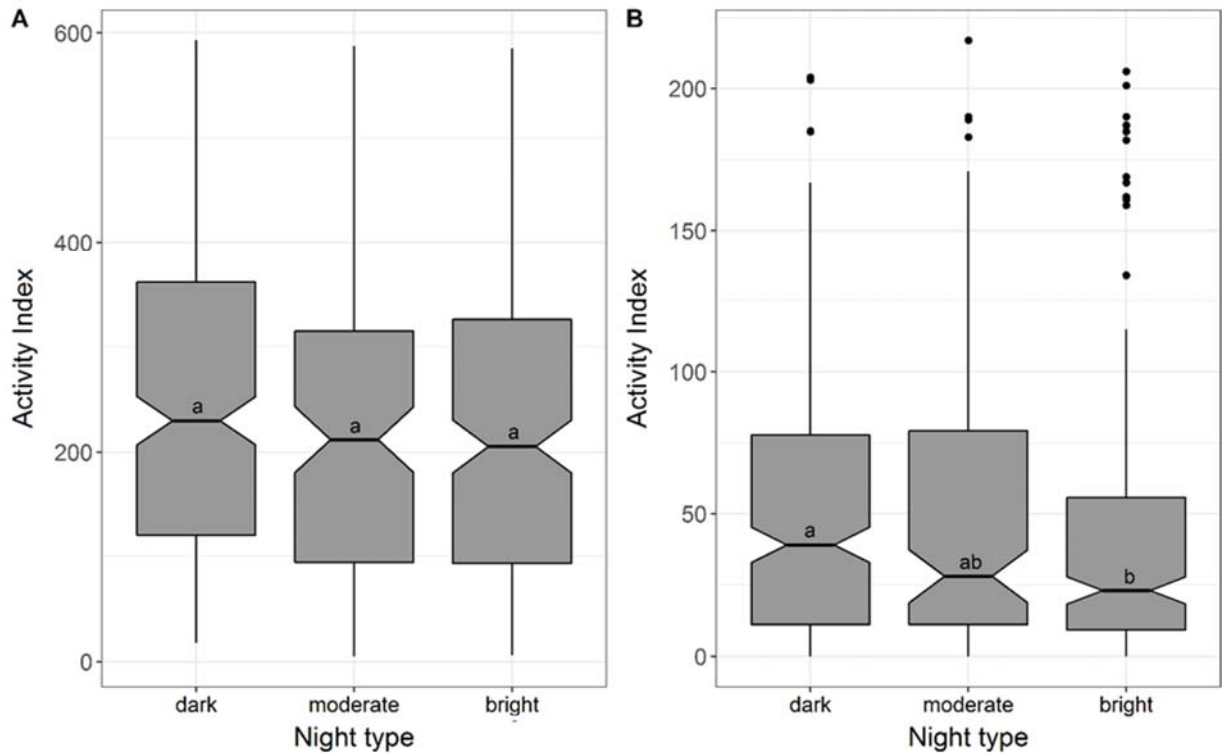 A
600
400
200
0
Activity Index
a
a
a
dark
moderate
bright
Night type
B
200
150
100
50
0
Activity Index
a
ab
b
dark
moderate
bright
Night type